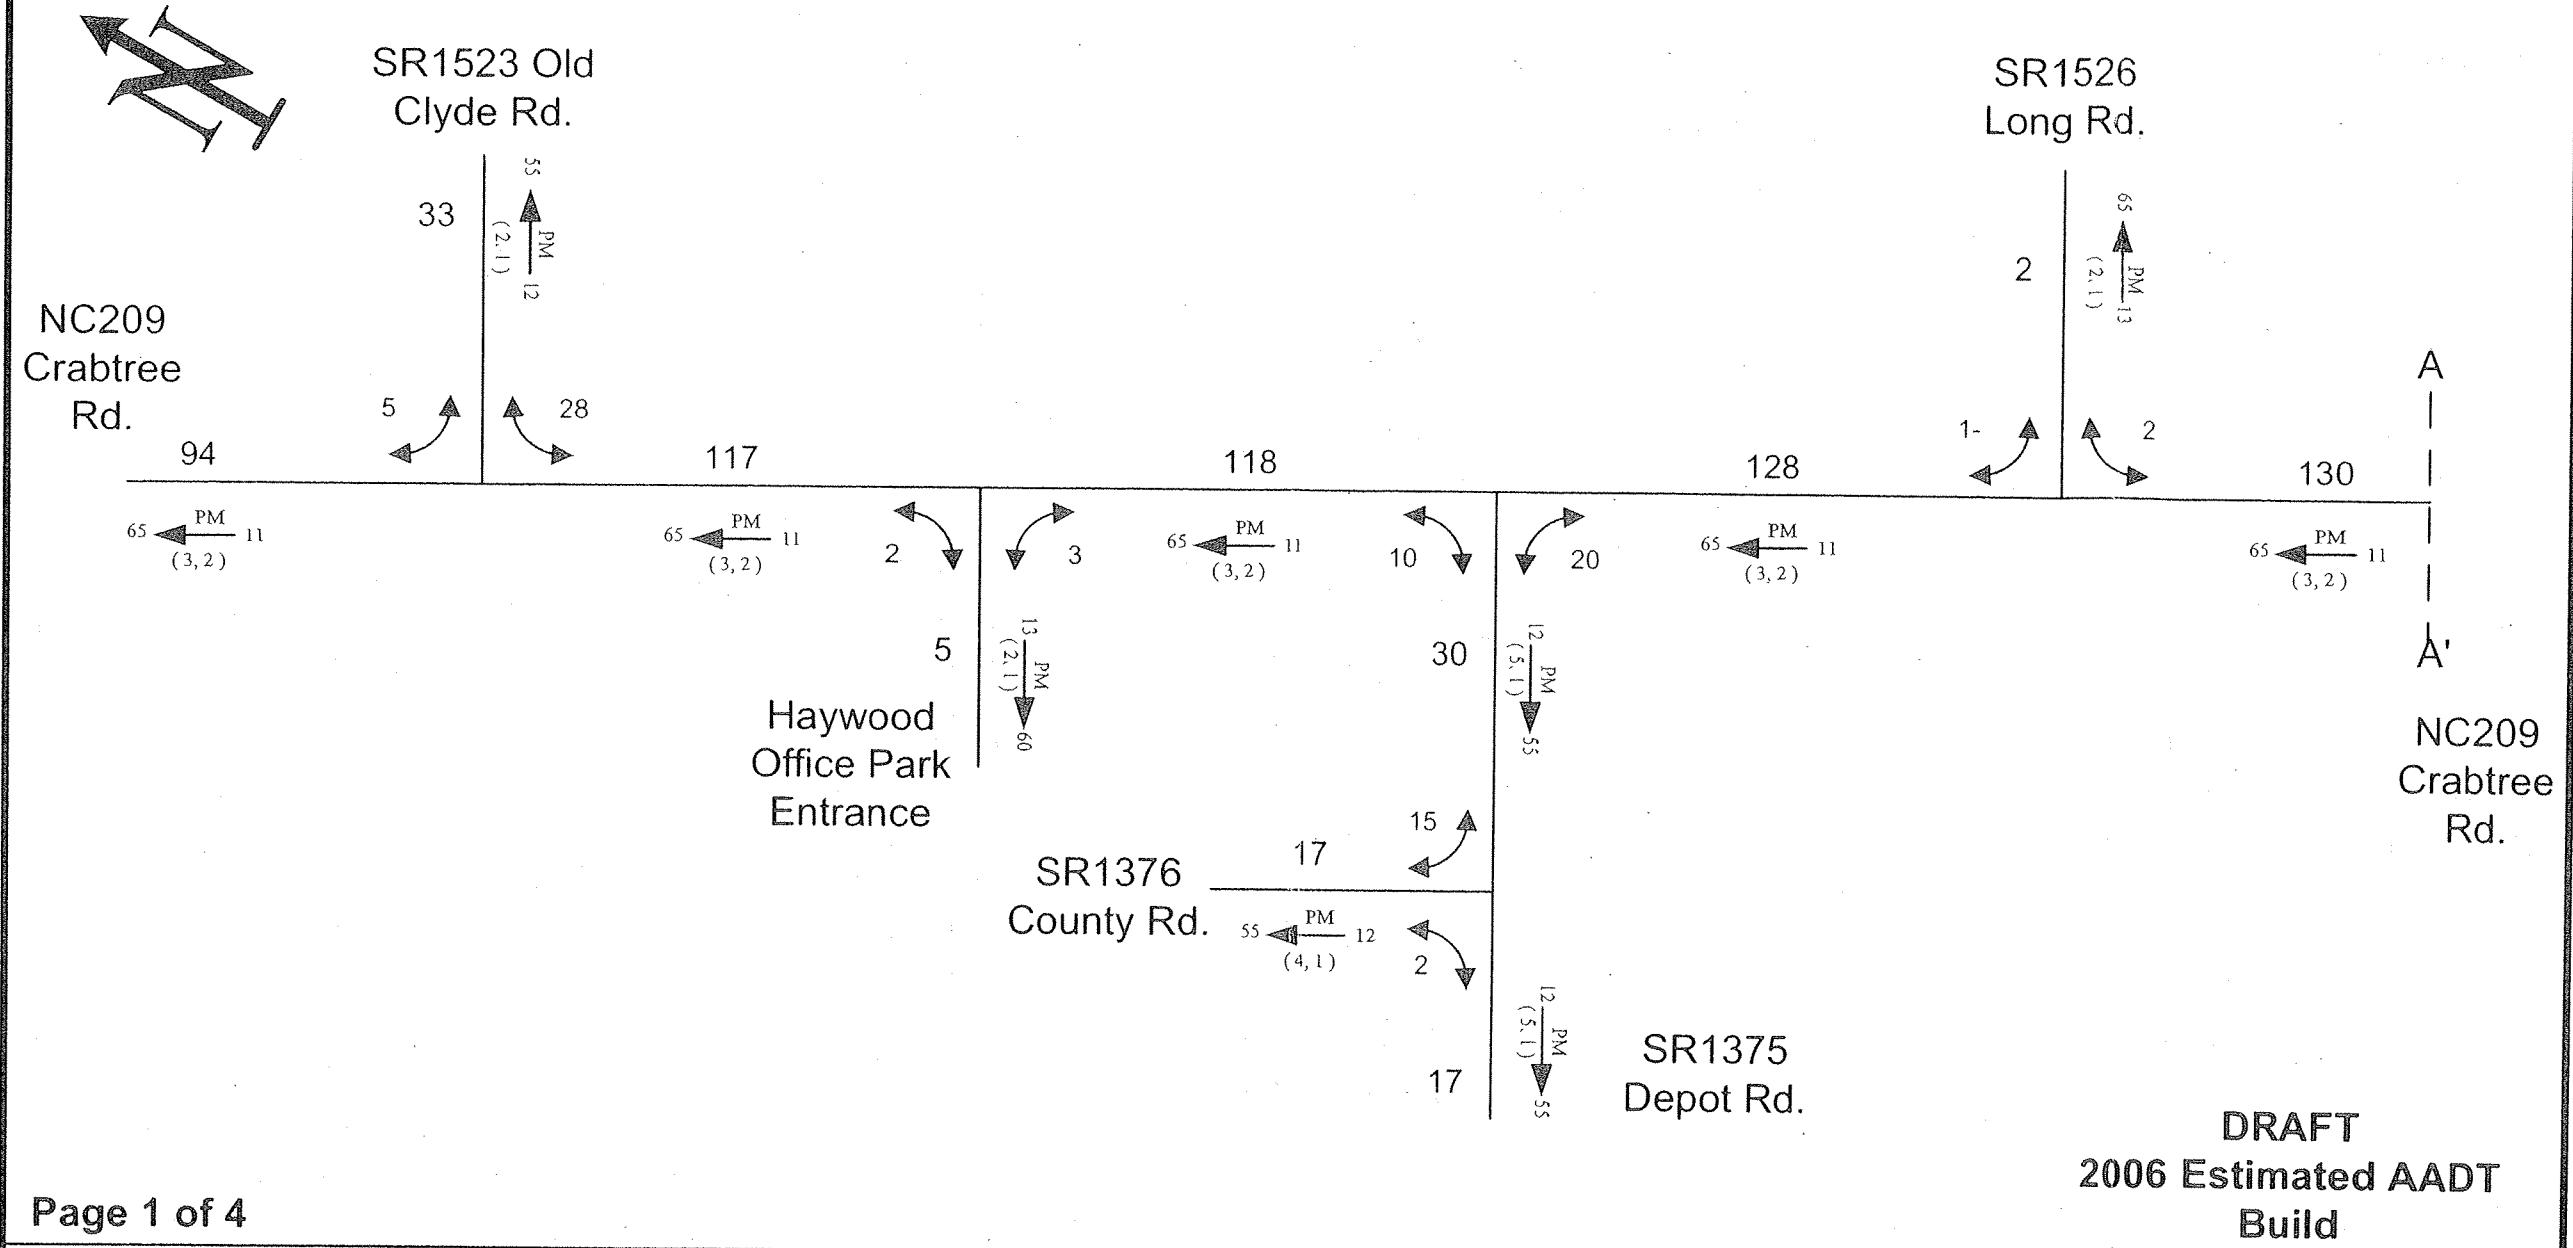 N
SR1523 Old
Clyde Rd.
33
55
PM
(2,1)
12
NC209
Crabtree
Rd.
5
28
94
117
118
128
130
65 PM 11
(3,2)
65 PM 11
(3,2)
65 PM 11
(3,2)
65 PM 11
(3,2)
65 PM 11
(3,2)
SR1526
Long Rd.
2
65
PM
(2,1)
13
1-
2
A
A'
2
3
5
13
PM
(2,1)
60
Haywood
Office Park
Entrance
10
20
30
12
PM
(5,1)
55
15
17
SR1376
County Rd.
55 PM 12
(4,1)
2
12
PM
(5,1)
55
17
SR1375
Depot Rd.
NC209
Crabtree
Rd.
DRAFT
2006 Estimated AADT
Build
Page 1 of 4